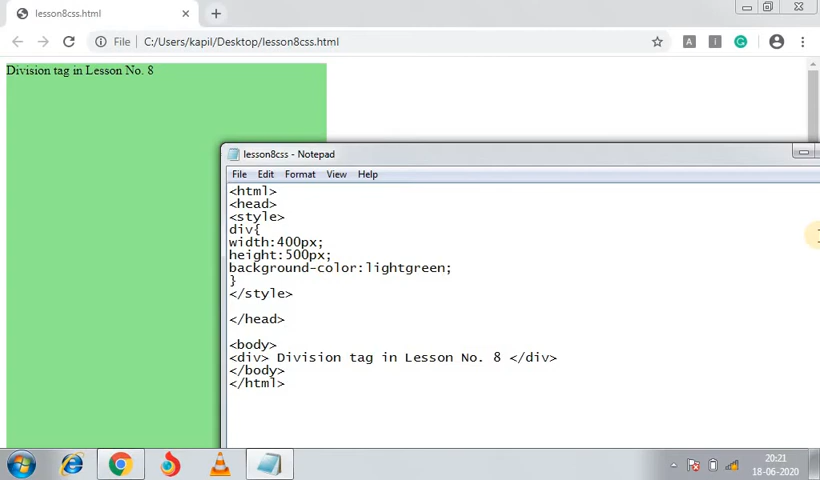 lesson8css.html
File C:/Users/kapil/Desktop/lesson8css.html
Division tag in Lesson No. 8
lesson8css - Notepad
File Edit Format View Help
<html>
<head>
<style>
div{
width:400px;
height:500px;
background-color:lightgreen;
}
</style>
</head>
<body>
<div> Division tag in Lesson No. 8 </div>
</body>
</html>
20:21
18-06-2020